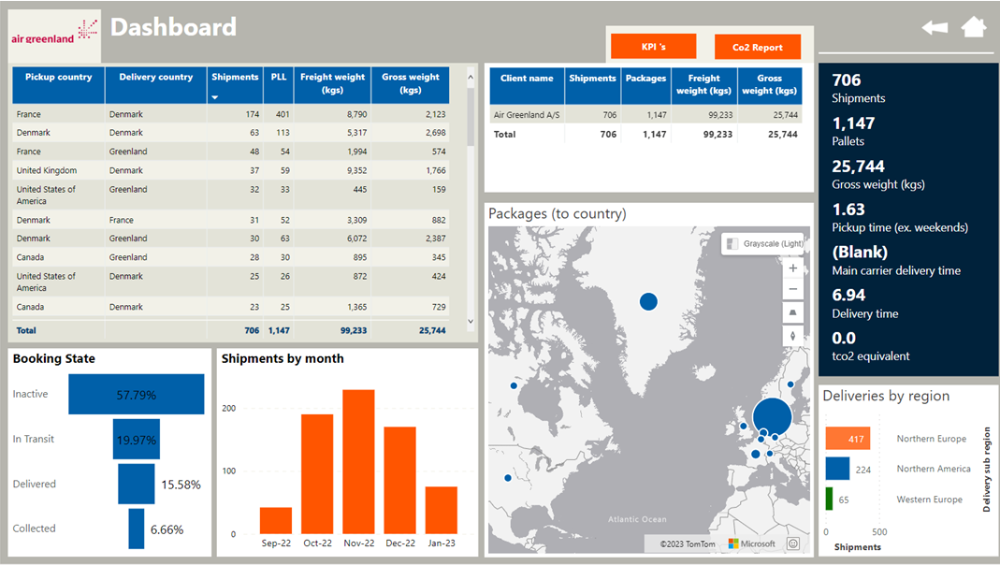 air greenland
Dashboard
KPI 's
Co2 Report
Pickup country Delivery country Shipments PLL Freight weight (kgs) Gross weight (kgs)
France Denmark 174 401 8,790 2,123
Denmark Denmark 63 113 5,317 2,698
France Greenland 48 54 1,994 574
United Kingdom Denmark 37 59 9,352 1,766
United States of America Greenland 32 33 445 159
Denmark France 31 52 3,309 882
Denmark Greenland 30 63 6,072 2,387
Canada Greenland 28 30 895 345
United States of America Denmark 25 26 872 424
Canada Denmark 23 25 1,365 729
Total 706 1,147 99,233 25,744
Client name Shipments Packages Freight weight (kgs) Gross weight (kgs)
Air Greenland A/S 706 1,147 99,233 25,744
Total 706 1,147 99,233 25,744
706
Shipments
1,147
Pallets
25,744
Gross weight (kgs)
1.63
Pickup time (ex. weekends)
(Blank)
Main carrier delivery time
6.94
Delivery time
0.0
tco2 equivalent
Booking State
Inactive 57.79%
In Transit 19.97%
Delivered 15.58%
Collected 6.66%
Shipments by month
200
100
0
Sep-22 Oct-22 Nov-22 Dec-22 Jan-23
Packages (to country)
Grayscale (Light)
Atlantic Ocean
©2023 TomTom Microsoft
Deliveries by region
417 Northern Europe
224 Northern America
65 Western Europe
0 500
Shipments
Delivery sub region